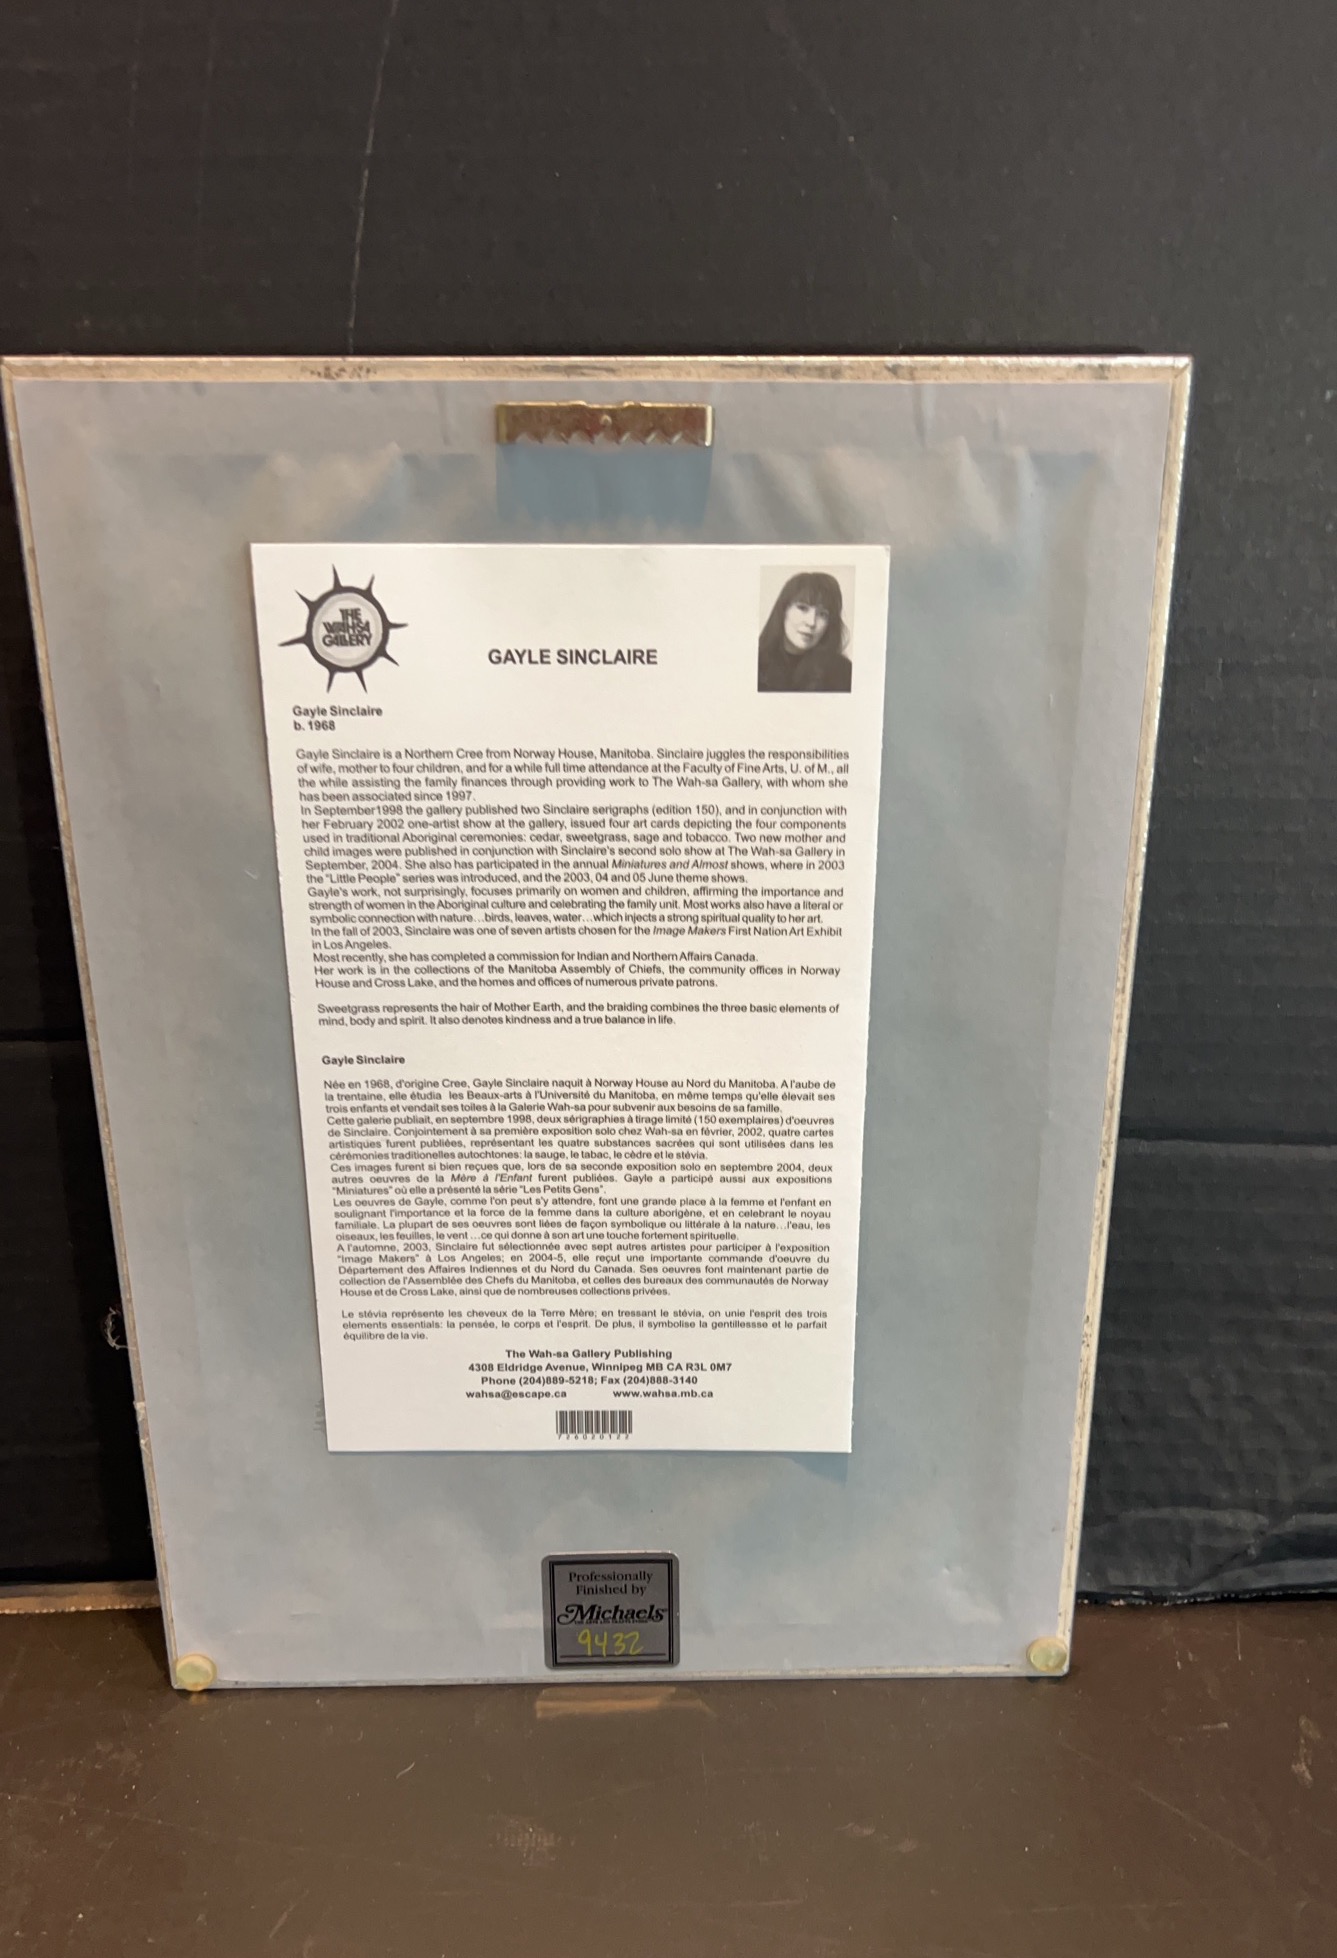 THE
WAHSA
GALLERY
GAYLE SINCLAIRE
Gayle Sinclaire
b. 1968
Gayle Sinclaire is a Northern Cree from Norway House, Manitoba. Sinclaire juggles the responsibilities
of wife, mother to four children, and for a while full time attendance at the Faculty of Fine Arts, U. of M., all
the while assisting the family finances through providing work to The Wah-sa Gallery, with whom she
has been associated since 1997.
In September1998 the gallery published two Sinclaire serigraphs (edition 150), and in conjunction with
her February 2002 one-artist show at the gallery, issued four art cards depicting the four components
used in traditional Aboriginal ceremonies: cedar, sweetgrass, sage and tobacco. Two new mother and
child images were published in conjunction with Sinclaire's second solo show at The Wah-sa Gallery in
September, 2004. She also has participated in the annual Miniatures and Almost shows, where in 2003
the "Little People" series was introduced, and the 2003, 04 and 05 June theme shows.
Gayle's work, not surprisingly, focuses primarily on women and children, affirming the importance and
strength of women in the Aboriginal culture and celebrating the family unit. Most works also have a literal or
symbolic connection with nature...birds, leaves, water...which injects a strong spiritual quality to her art.
In the fall of 2003, Sinclaire was one of seven artists chosen for the Image Makers First Nation Art Exhibit
in Los Angeles.
Most recently, she has completed a commission for Indian and Northern Affairs Canada.
Her work is in the collections of the Manitoba Assembly of Chiefs, the community offices in Norway
House and Cross Lake, and the homes and offices of numerous private patrons.
Sweetgrass represents the hair of Mother Earth, and the braiding combines the three basic elements of
mind, body and spirit. It also denotes kindness and a true balance in life.
Gayle Sinclaire
Née en 1968, d'origine Cree, Gayle Sinclaire naquit à Norway House au Nord du Manitoba. A l'aube de
la trentaine, elle étudia les Beaux-arts à l'Université du Manitoba, en même temps qu'elle élevait ses
trois enfants et vendait ses toiles à la Galerie Wah-sa pour subvenir aux besoins de sa famille.
Cette galerie publiait, en septembre 1998, deux sérigraphies à tirage limité (150 exemplaires) d'oeuvres
de Sinclaire. Conjointement à sa première exposition solo chez Wah-sa en février, 2002, quatre cartes
artistiques furent publiées, représentant les quatre substances sacrées qui sont utilisées dans les
cérémonies traditionelles autochtones: la sauge, le tabac, le cèdre et le stévia.
Ces images furent si bien reçues que, lors de sa seconde exposition solo en septembre 2004, deux
autres oeuvres de la Mère à l'Enfant furent publiées. Gayle a participé aussi aux expositions
"Miniatures" où elle a présenté la série "Les Petits Gens".
Les oeuvres de Gayle, comme l'on peut s'y attendre, font une grande place à la femme et l'enfant en
soulignant l'importance et la force de la femme dans la culture aborigène, et en celebrant le noyau
familiale. La plupart de ses oeuvres sont liées de façon symbolique ou littérale à la nature...l'eau, les
oiseaux, les feuilles, le vent ...ce qui donne à son art une touche fortement spirituelle.
A l'automne, 2003, Sinclaire fut sélectionnée avec sept autres artistes pour participer à l'exposition
"Image Makers" à Los Angeles; en 2004-5, elle reçut une importante commande d'oeuvre du
Département des Affaires Indiennes et du Nord du Canada. Ses oeuvres font maintenant partie de
collection de l'Assemblée des Chefs du Manitoba, et celles des bureaux des communautés de Norway
House et de Cross Lake, ainsi que de nombreuses collections privées.
Le stévia représente les cheveux de la Terre Mère; en tressant le stévia, on unie l'esprit des trois
elements essentials: la pensée, le corps et l'esprit. De plus, il symbolise la gentillessse et le parfait
équilibre de la vie.
The Wah-sa Gallery Publishing
4308 Eldridge Avenue, Winnipeg MB CA R3L 0M7
Phone (204)889-5218; Fax (204)888-3140
wahsa@escape.ca www.wahsa.mb.ca
726020122
Professionally
Finished by
Michaels
9432